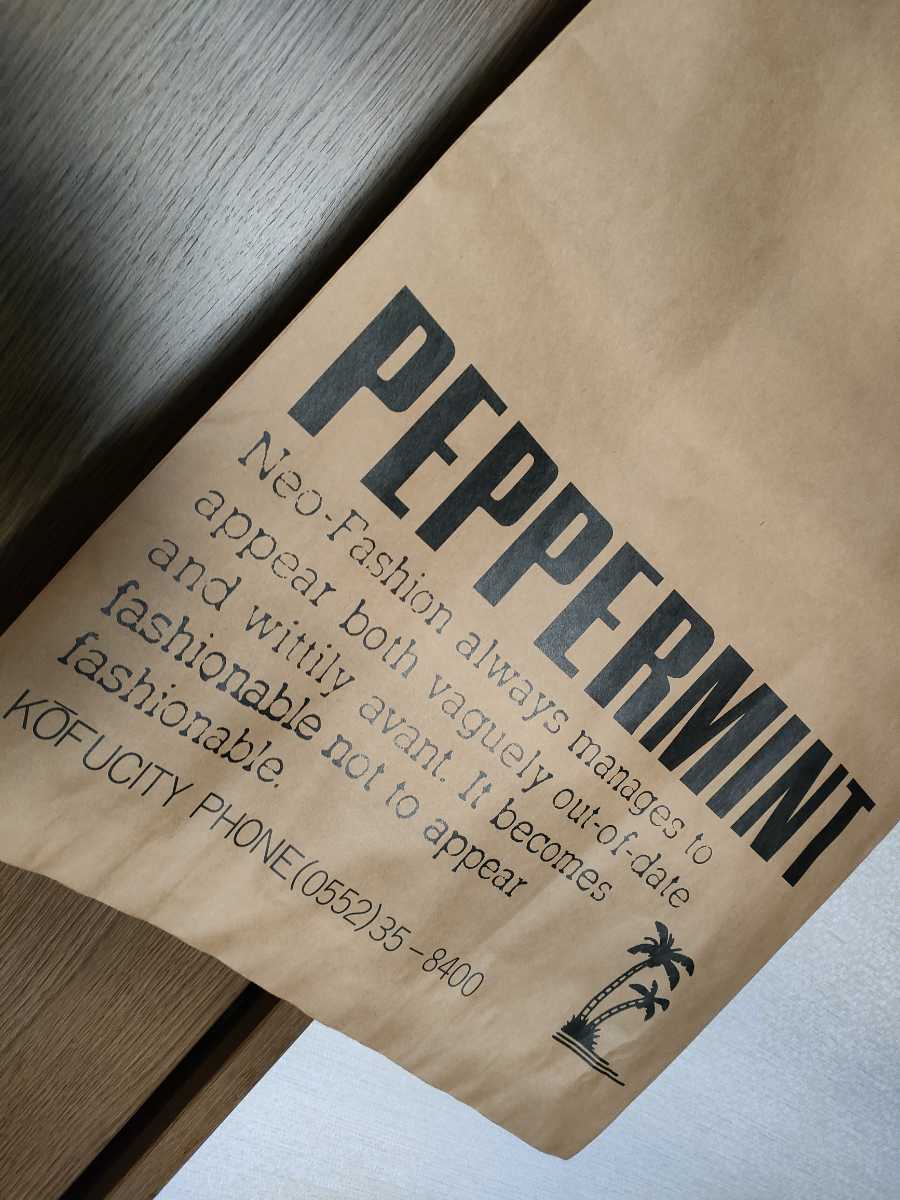 PEPPERMINT
Neo-Fashion always manages to
appear both vaguely out-of-date
and wittily avant. It becomes
fashionable not to appear
fashionable.
KŌFUCITY PHONE(0552)35-8400